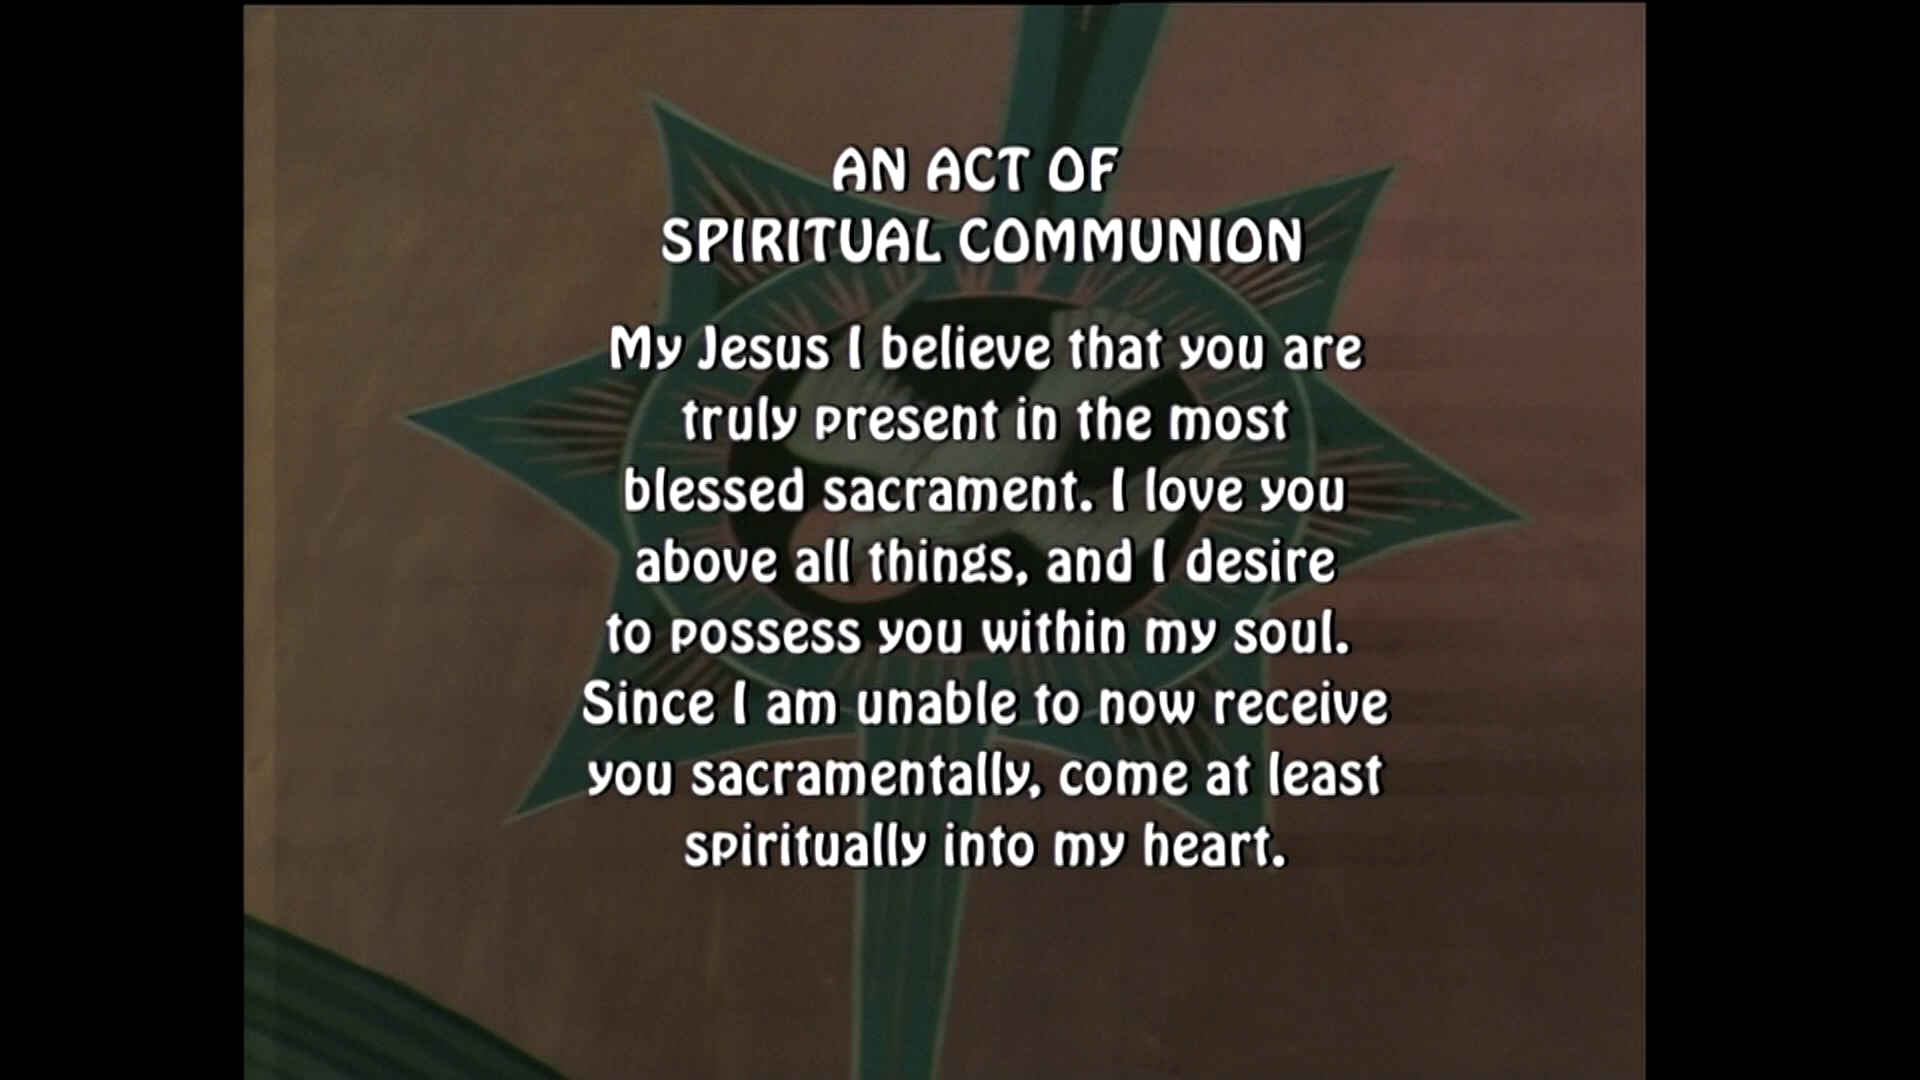 AN ACT OF
SPIRITUAL COMMUNION
My Jesus I believe that you are
truly present in the most
blessed sacrament. I love you
above all things, and I desire
to possess you within my soul.
Since I am unable to now receive
you sacramentally, come at least
spiritually into my heart.